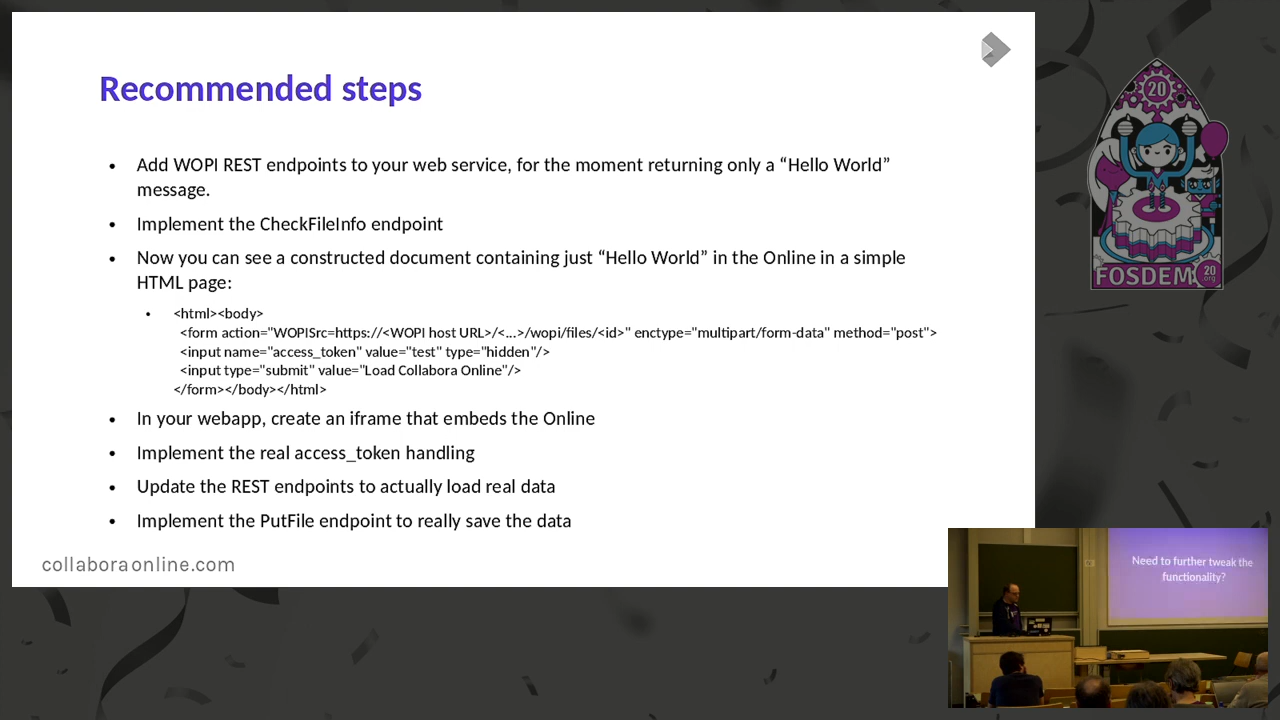 Recommended steps
• Add WOPI REST endpoints to your web service, for the moment returning only a “Hello World”
message.
• Implement the CheckFileInfo endpoint
• Now you can see a constructed document containing just “Hello World” in the Online in a simple
HTML page:
• <html><body>
<form action="WOPISrc=https://<WOPI host URL>/<...>/wopi/files/<id>" enctype="multipart/form-data" method="post">
<input name="access_token" value="test" type="hidden"/>
<input type="submit" value="Load Collabora Online"/>
</form></body></html>
• In your webapp, create an iframe that embeds the Online
• Implement the real access_token handling
• Update the REST endpoints to actually load real data
• Implement the PutFile endpoint to really save the data
collaboraonline.com
20
FOSDEM
20
.org
Need to further tweak the
functionality?